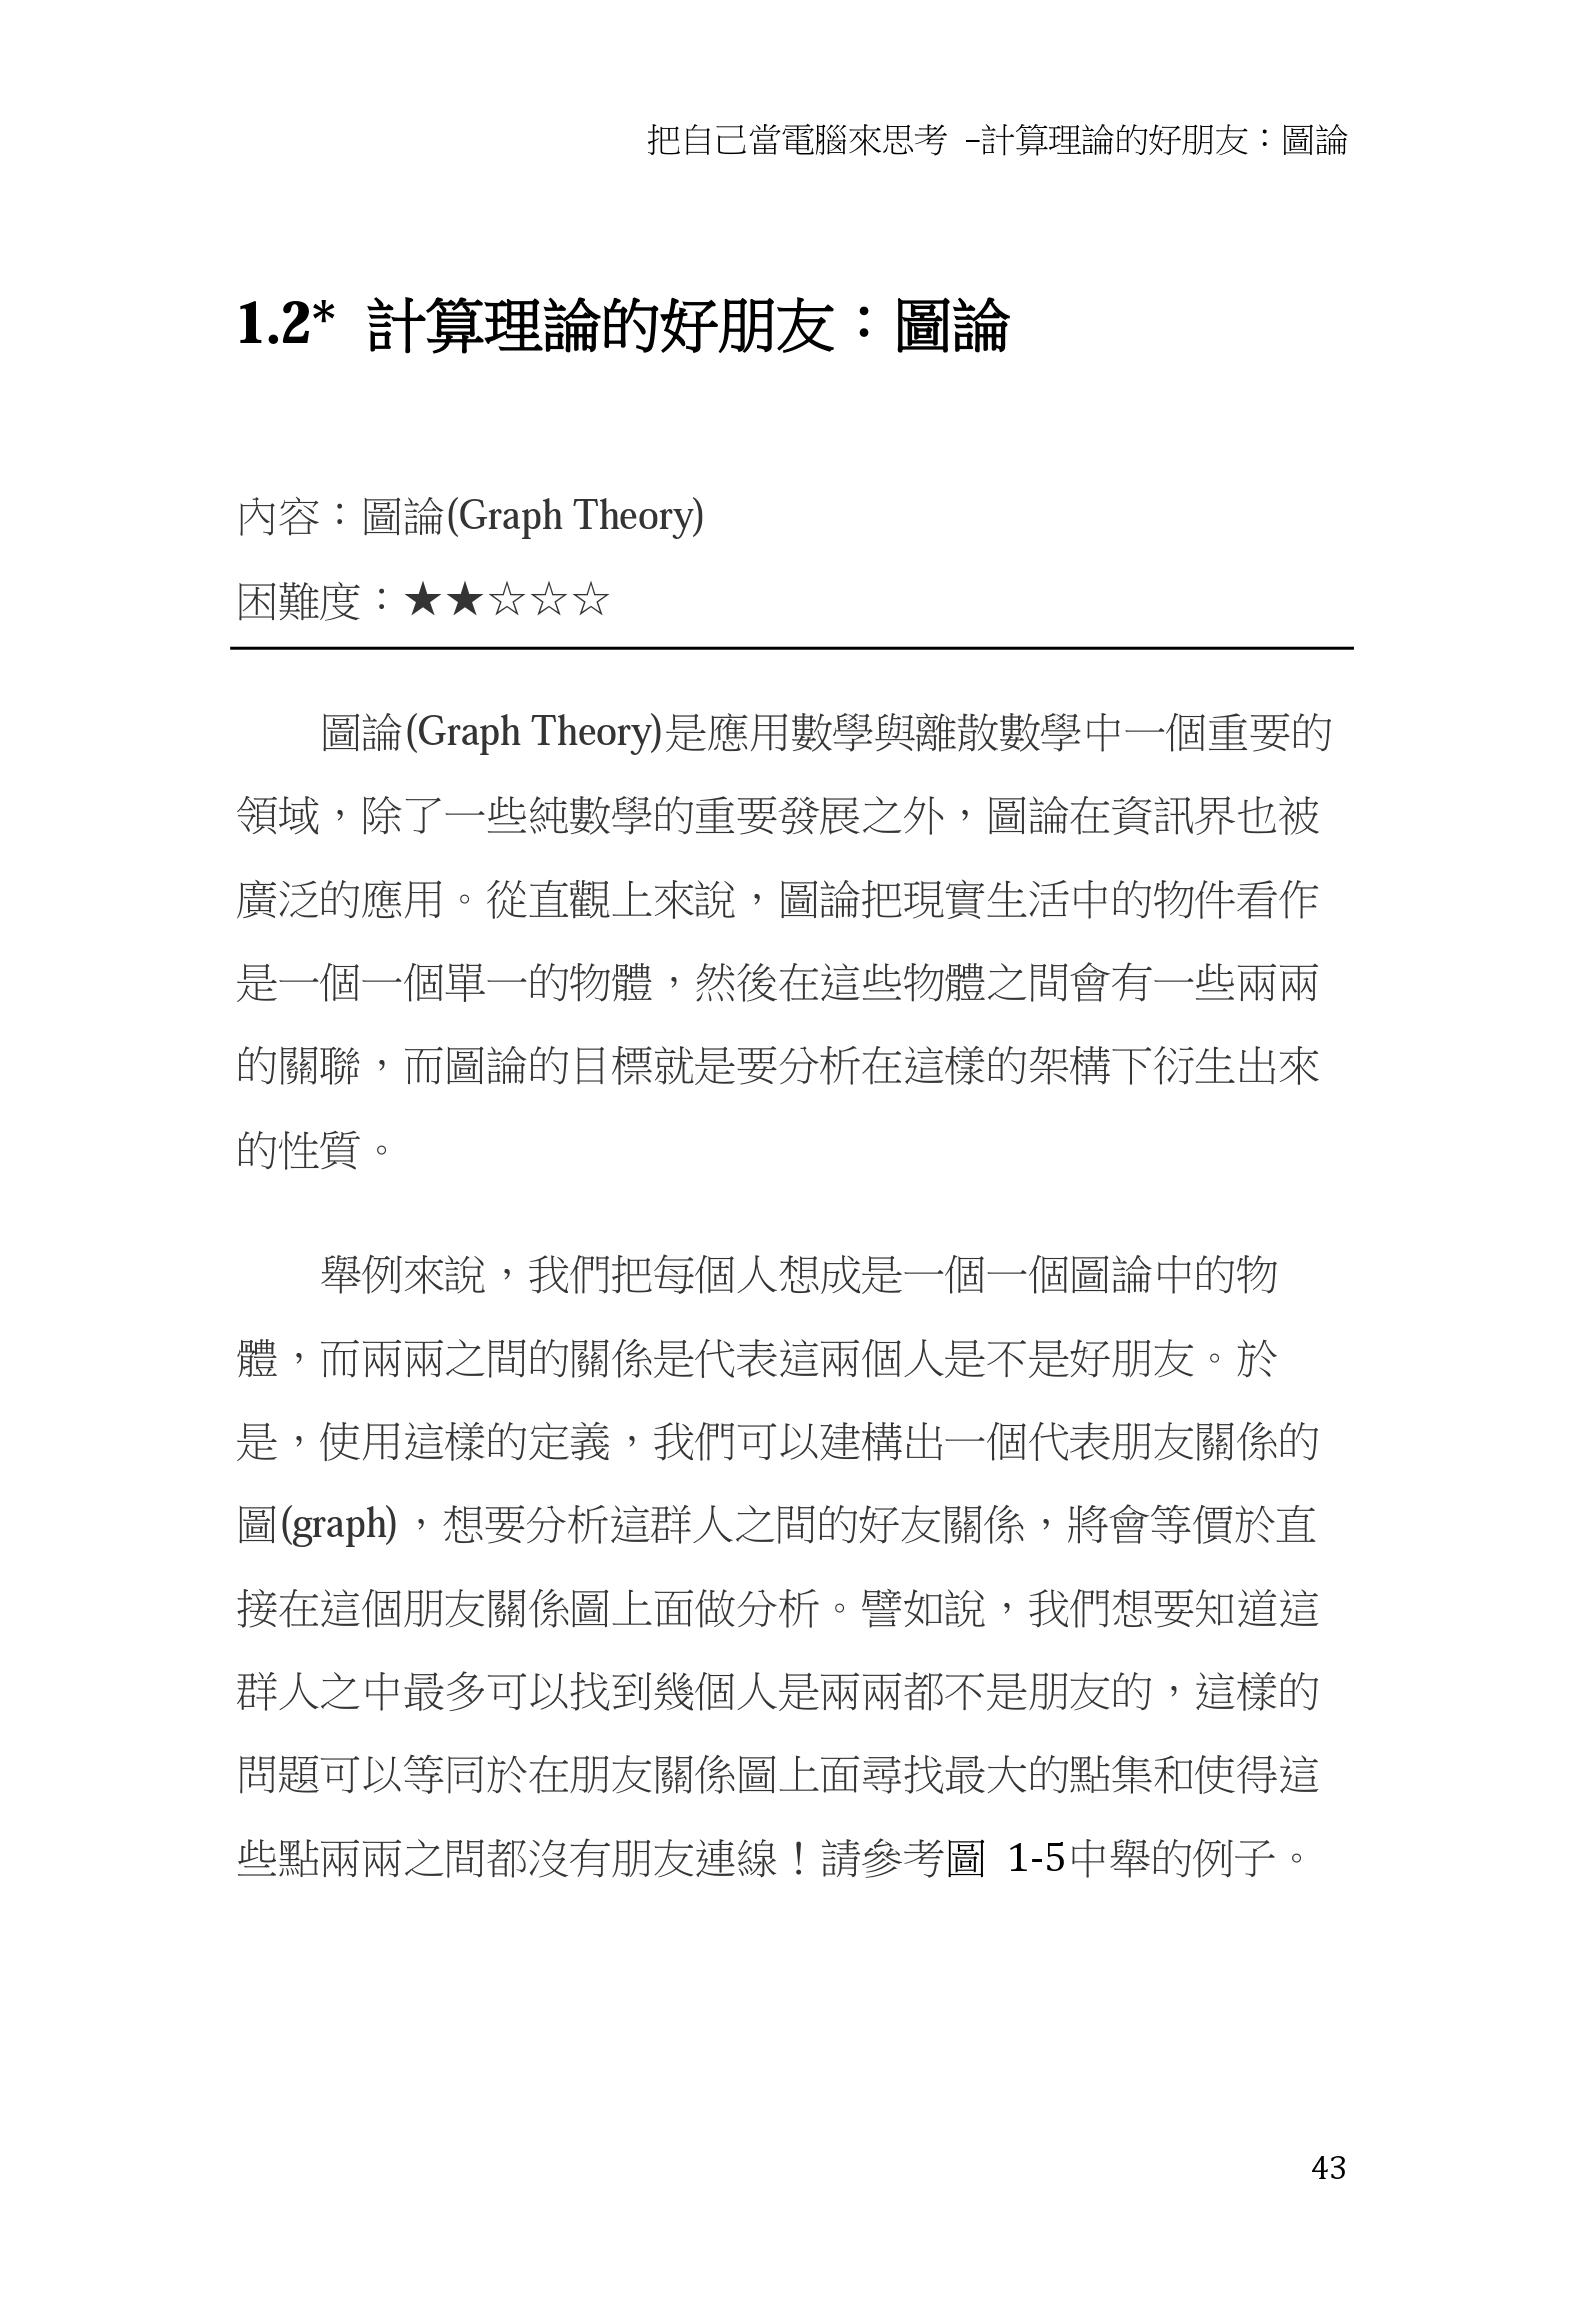 把自己當電腦來思考 –計算理論的好朋友：圖論
1.2* 計算理論的好朋友：圖論
內容：圖論(Graph Theory)
困難度：★★☆☆☆
圖論(Graph Theory)是應用數學與離散數學中一個重要的
領域，除了一些純數學的重要發展之外，圖論在資訊界也被
廣泛的應用。從直觀上來說，圖論把現實生活中的物件看作
是一個一個單一的物體，然後在這些物體之間會有一些兩兩
的關聯，而圖論的目標就是要分析在這樣的架構下衍生出來
的性質。
舉例來說，我們把每個人想成是一個一個圖論中的物
體，而兩兩之間的關係是代表這兩個人是不是好朋友。於
是，使用這樣的定義，我們可以建構出一個代表朋友關係的
圖(graph)，想要分析這群人之間的好友關係，將會等價於直
接在這個朋友關係圖上面做分析。譬如說，我們想要知道這
群人之中最多可以找到幾個人是兩兩都不是朋友的，這樣的
問題可以等同於在朋友關係圖上面尋找最大的點集和使得這
些點兩兩之間都沒有朋友連線！請參考圖 1-5中舉的例子。
43